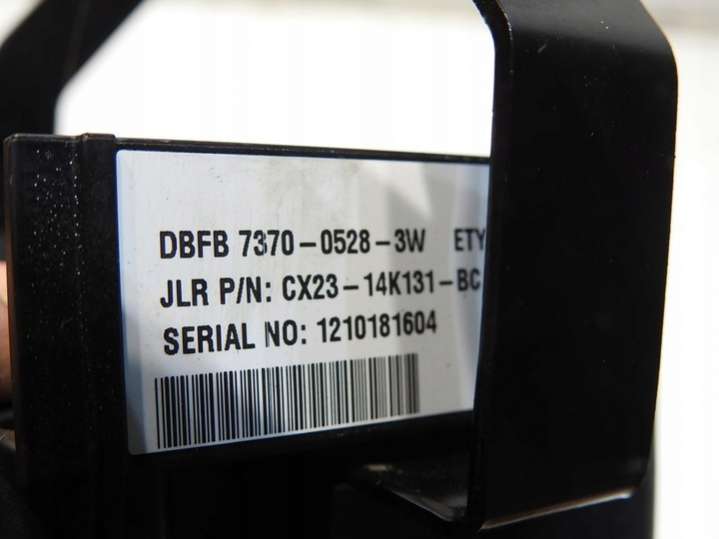 DBFB 7370-0528-3W ETY
JLR P/N: CX23-14K131-BC
SERIAL NO: 1210181604